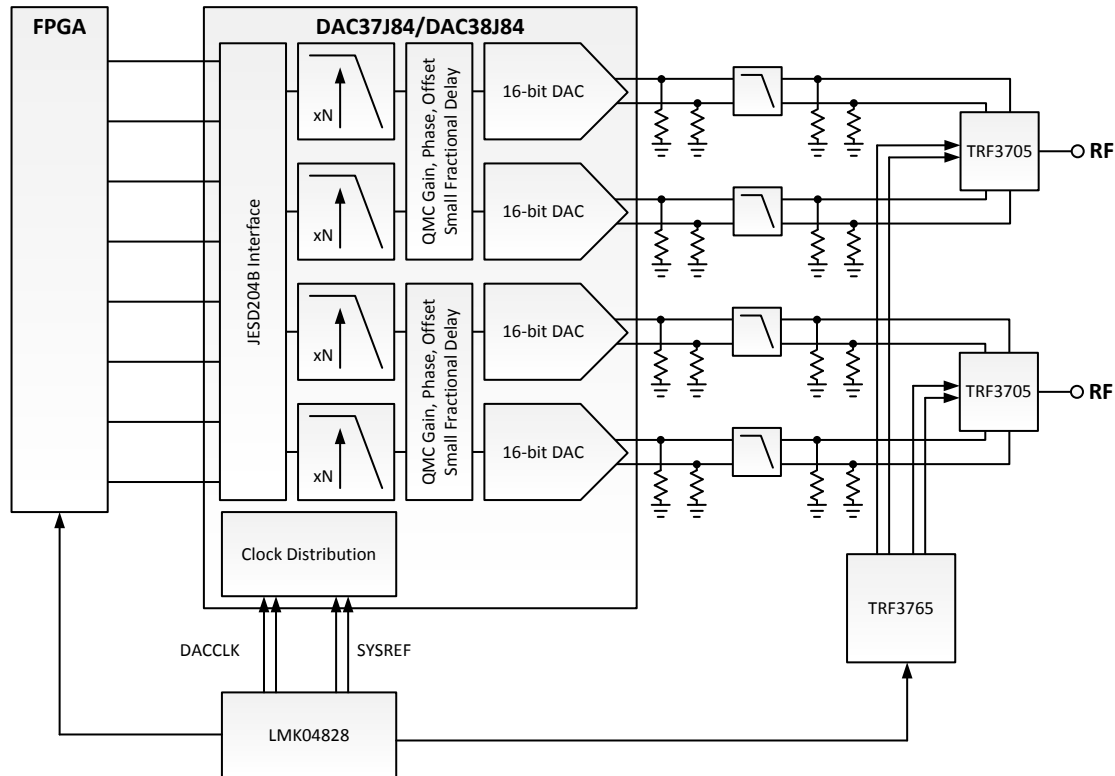 FPGA
DAC37J84/DAC38J84
JESD204B Interface
xN
xN
xN
xN
QMC Gain, Phase, Offset
Small Fractional Delay
QMC Gain, Phase, Offset
Small Fractional Delay
16-bit DAC
16-bit DAC
16-bit DAC
16-bit DAC
TRF3705
RF
TRF3705
RF
Clock Distribution
DACCLK
SYSREF
LMK04828
TRF3765